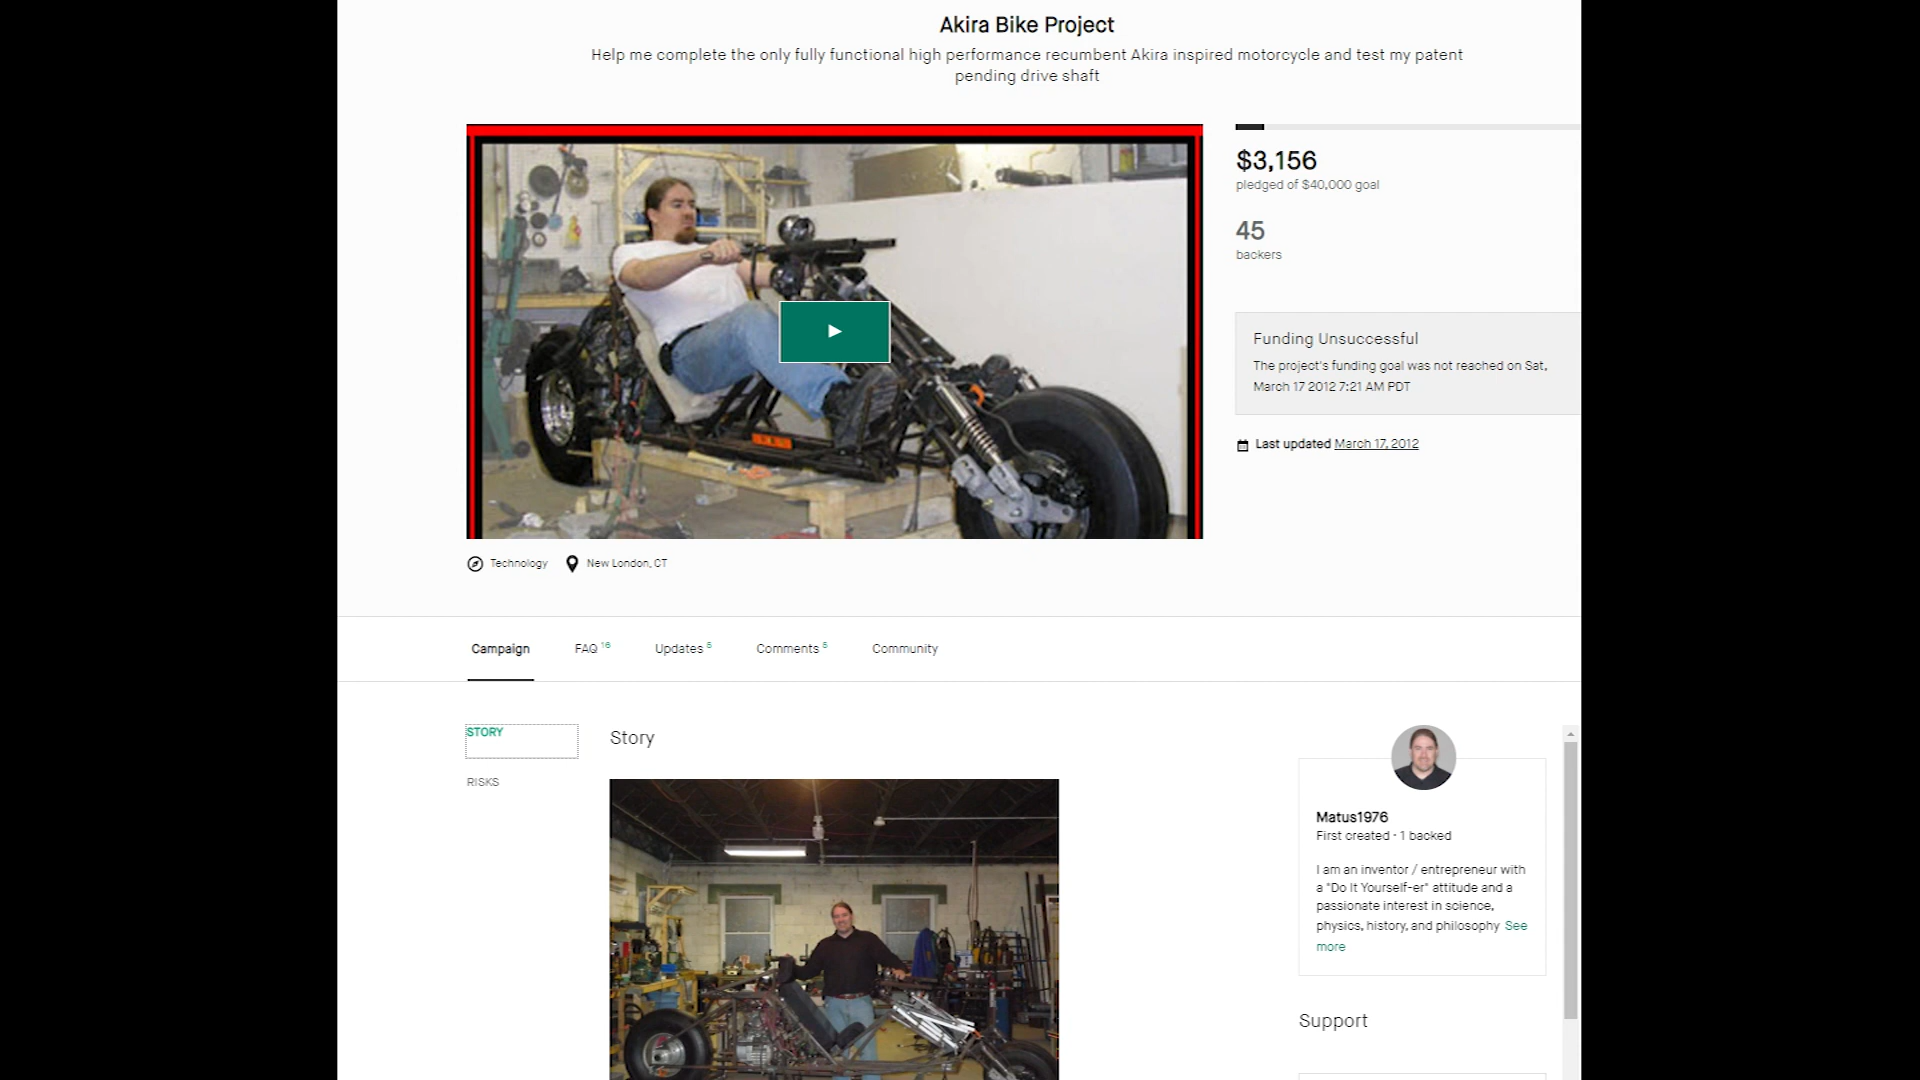 Akira Bike Project
Help me complete the only fully functional high performance recumbent Akira inspired motorcycle and test my patent
pending drive shaft
$3,156
pledged of $40,000 goal
45
backers
Funding Unsuccessful
The project's funding goal was not reached on Sat,
March 17 2012 7:21 AM PDT
Last updated March 17, 2012
Technology
New London, CT
Campaign
FAQ 16
Updates 5
Comments 5
Community
STORY
RISKS
Story
Matus1976
First created · 1 backed
I am an inventor / entrepreneur with
a "Do It Yourself-er" attitude and a
passionate interest in science,
physics, history, and philosophy See
more
Support